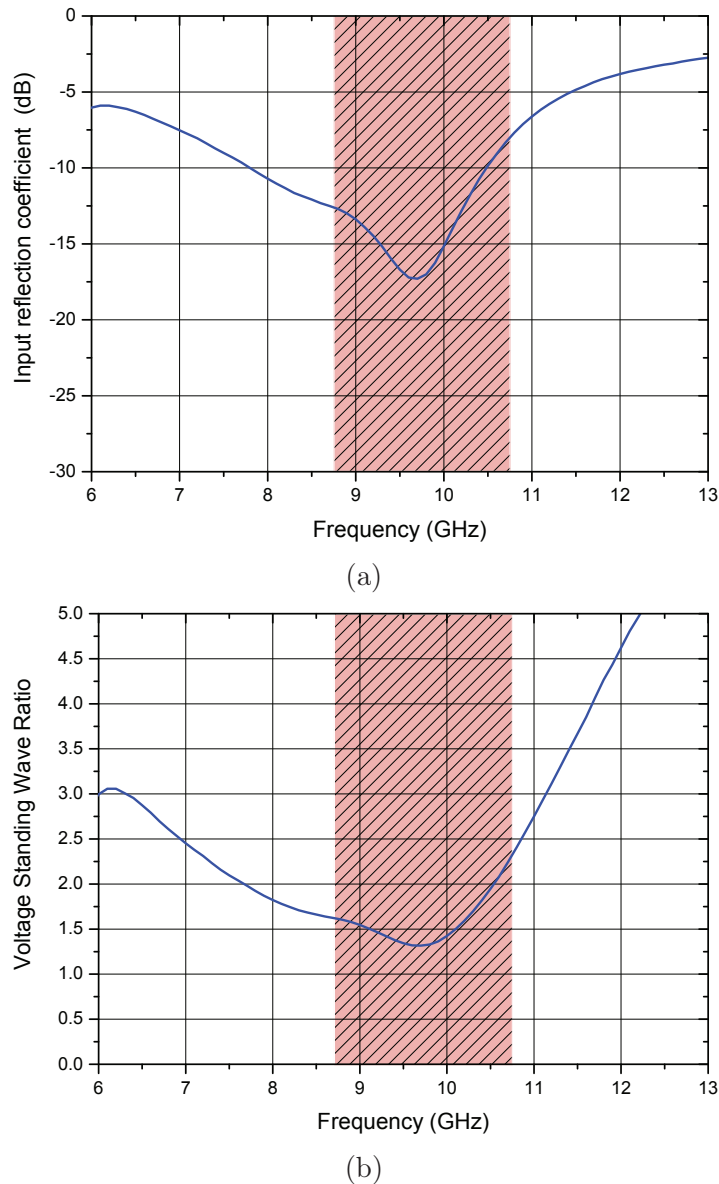 0
-5
-10
-15
-20
-25
-30
Input reflection coefficient (dB)
6 7 8 9 10 11 12 13
Frequency (GHz)
(a)
5.0
4.5
4.0
3.5
3.0
2.5
2.0
1.5
1.0
0.5
0.0
Voltage Standing Wave Ratio
6 7 8 9 10 11 12 13
Frequency (GHz)
(b)